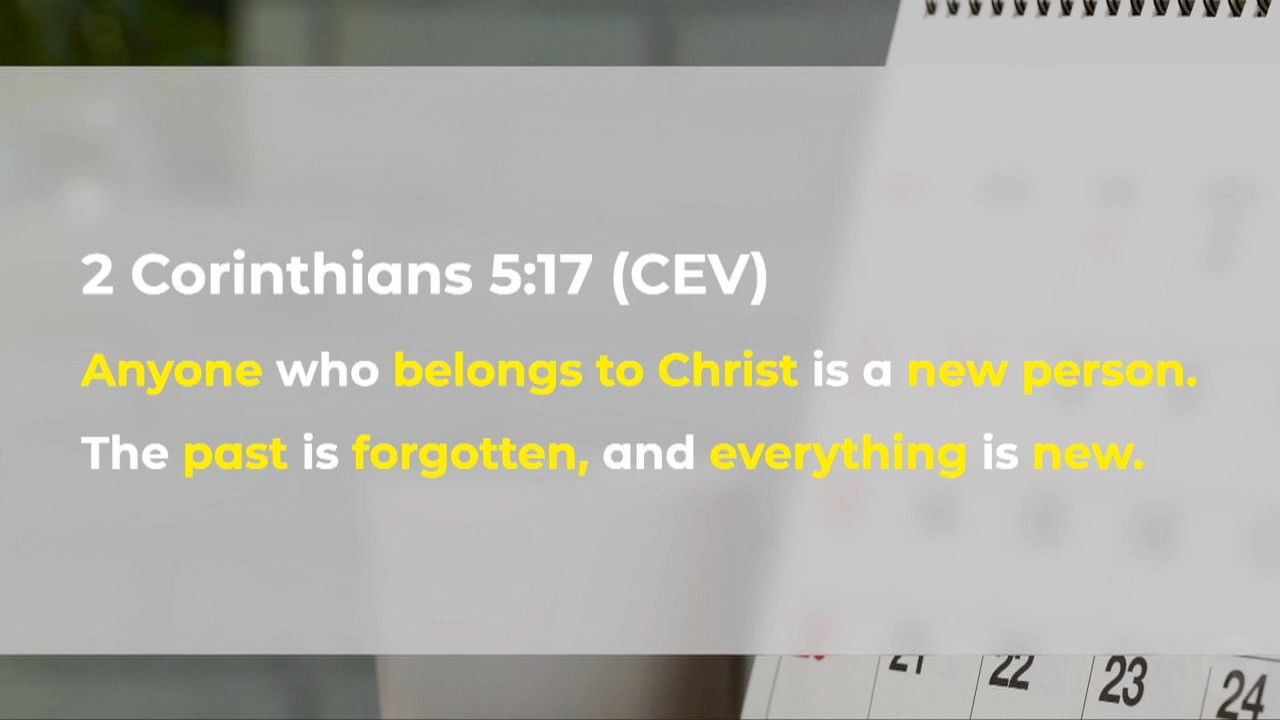 2 Corinthians 5:17 (CEV)
Anyone who belongs to Christ is a new person.
The past is forgotten, and everything is new.
21 22 23 24